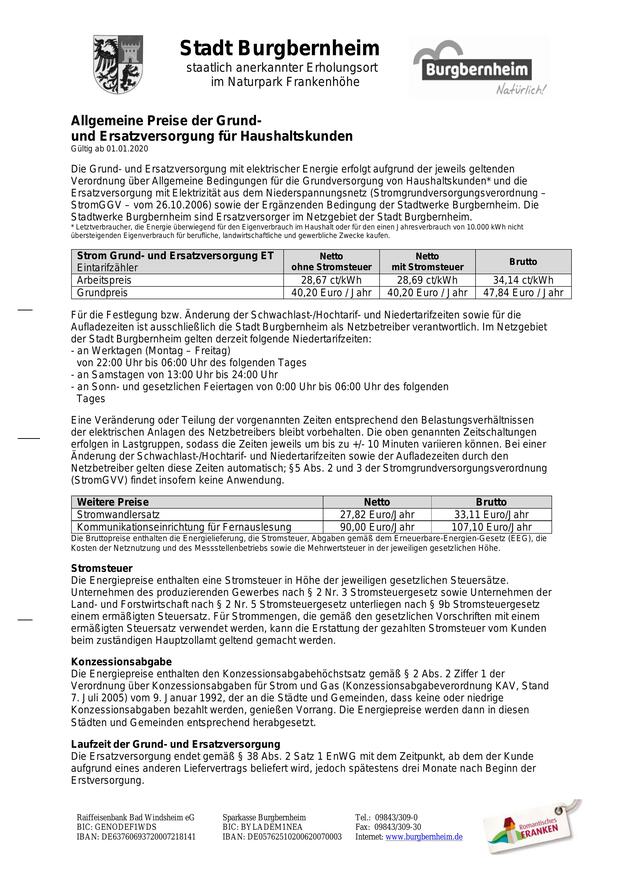 Stadt Burgbernheim
staatlich anerkannter Erholungsort
im Naturpark Frankenhöhe
Burgbernheim
Natürlich!
Allgemeine Preise der Grund-
und Ersatzversorgung für Haushaltskunden
Gültig ab 01.01.2020
Die Grund- und Ersatzversorgung mit elektrischer Energie erfolgt aufgrund der jeweils geltenden
Verordnung über Allgemeine Bedingungen für die Grundversorgung von Haushaltskunden* und die
Ersatzversorgung mit Elektrizität aus dem Niederspannungsnetz (Stromgrundversorgungsverordnung –
StromGGV – vom 26.10.2006) sowie der Ergänzenden Bedingung der Stadtwerke Burgbernheim. Die
Stadtwerke Burgbernheim sind Ersatzversorger im Netzgebiet der Stadt Burgbernheim.
* Letztverbraucher, die Energie überwiegend für den Eigenverbrauch im Haushalt oder für den einen Jahresverbrauch von 10.000 kWh nicht
übersteigenden Eigenverbrauch für berufliche, landwirtschaftliche und gewerbliche Zwecke kaufen.
Strom Grund- und Ersatzversorgung ET Netto Netto Brutto
Eintarifzähler ohne Stromsteuer mit Stromsteuer
Arbeitspreis 28,67 ct/kWh 28,69 ct/kWh 34,14 ct/kWh
Grundpreis 40,20 Euro / Jahr 40,20 Euro / Jahr 47,84 Euro / Jahr
Für die Festlegung bzw. Änderung der Schwachlast-/Hochtarif- und Niedertarifzeiten sowie für die
Aufladezeiten ist ausschließlich die Stadt Burgbernheim als Netzbetreiber verantwortlich. Im Netzgebiet
der Stadt Burgbernheim gelten derzeit folgende Niedertarifzeiten:
- an Werktagen (Montag – Freitag)
von 22:00 Uhr bis 06:00 Uhr des folgenden Tages
- an Samstagen von 13:00 Uhr bis 24:00 Uhr
- an Sonn- und gesetzlichen Feiertagen von 0:00 Uhr bis 06:00 Uhr des folgenden
Tages
Eine Veränderung oder Teilung der vorgenannten Zeiten entsprechend den Belastungsverhältnissen
der elektrischen Anlagen des Netzbetreibers bleibt vorbehalten. Die oben genannten Zeitschaltungen
erfolgen in Lastgruppen, sodass die Zeiten jeweils um bis zu +/- 10 Minuten variieren können. Bei einer
Änderung der Schwachlast-/Hochtarif- und Niedertarifzeiten sowie der Aufladezeiten durch den
Netzbetreiber gelten diese Zeiten automatisch; §5 Abs. 2 und 3 der Stromgrundversorgungsverordnung
(StromGVV) findet insofern keine Anwendung.
Weitere Preise Netto Brutto
Stromwandlersatz 27,82 Euro/Jahr 33,11 Euro/Jahr
Kommunikationseinrichtung für Fernauslesung 90,00 Euro/Jahr 107,10 Euro/Jahr
Die Bruttopreise enthalten die Energielieferung, die Stromsteuer, Abgaben gemäß dem Erneuerbare-Energien-Gesetz (EEG), die
Kosten der Netznutzung und des Messstellenbetriebs sowie die Mehrwertsteuer in der jeweiligen gesetzlichen Höhe.
Stromsteuer
Die Energiepreise enthalten eine Stromsteuer in Höhe der jeweiligen gesetzlichen Steuersätze.
Unternehmen des produzierenden Gewerbes nach § 2 Nr. 3 Stromsteuergesetz sowie Unternehmen der
Land- und Forstwirtschaft nach § 2 Nr. 5 Stromsteuergesetz unterliegen nach § 9b Stromsteuergesetz
einem ermäßigten Steuersatz. Für Strommengen, die gemäß den gesetzlichen Vorschriften mit einem
ermäßigten Steuersatz verwendet werden, kann die Erstattung der gezahlten Stromsteuer vom Kunden
beim zuständigen Hauptzollamt geltend gemacht werden.
Konzessionsabgabe
Die Energiepreise enthalten den Konzessionsabgabehöchstsatz gemäß § 2 Abs. 2 Ziffer 1 der
Verordnung über Konzessionsabgaben für Strom und Gas (Konzessionsabgabeverordnung KAV, Stand
7. Juli 2005) vom 9. Januar 1992, der an die Städte und Gemeinden, dass keine oder niedrige
Konzessionsabgaben bezahlt werden, genießen Vorrang. Die Energiepreise werden dann in diesen
Städten und Gemeinden entsprechend herabgesetzt.
Laufzeit der Grund- und Ersatzversorgung
Die Ersatzversorgung endet gemäß § 38 Abs. 2 Satz 1 EnWG mit dem Zeitpunkt, ab dem der Kunde
aufgrund eines anderen Liefervertrags beliefert wird, jedoch spätestens drei Monate nach Beginn der
Erstversorgung.
Raiffeisenbank Bad Windsheim eG Sparkasse Burgbernheim Tel.: 09843/309-0
BIC: GENODEF1WDS BIC: BYLADEM1NEA Fax: 09843/309-30
IBAN: DE63760693720007218141 IBAN: DE05762510200620070003 Internet: www.burgbernheim.de
Romantisches
FRANKEN